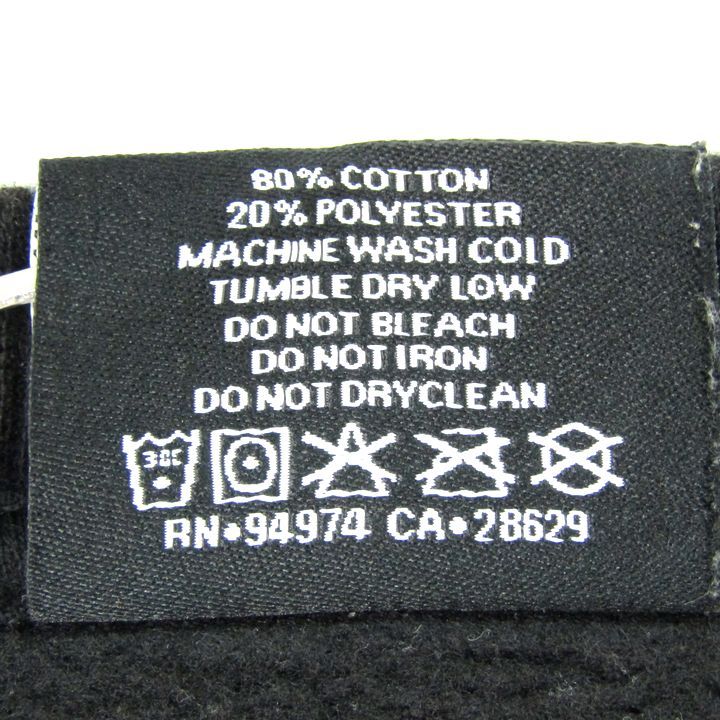 80% COTTON
20% POLYESTER
MACHINE WASH COLD
TUMBLE DRY LOW
DO NOT BLEACH
DO NOT IRON
DO NOT DRYCLEAN
30C
RN•94974 CA•28629